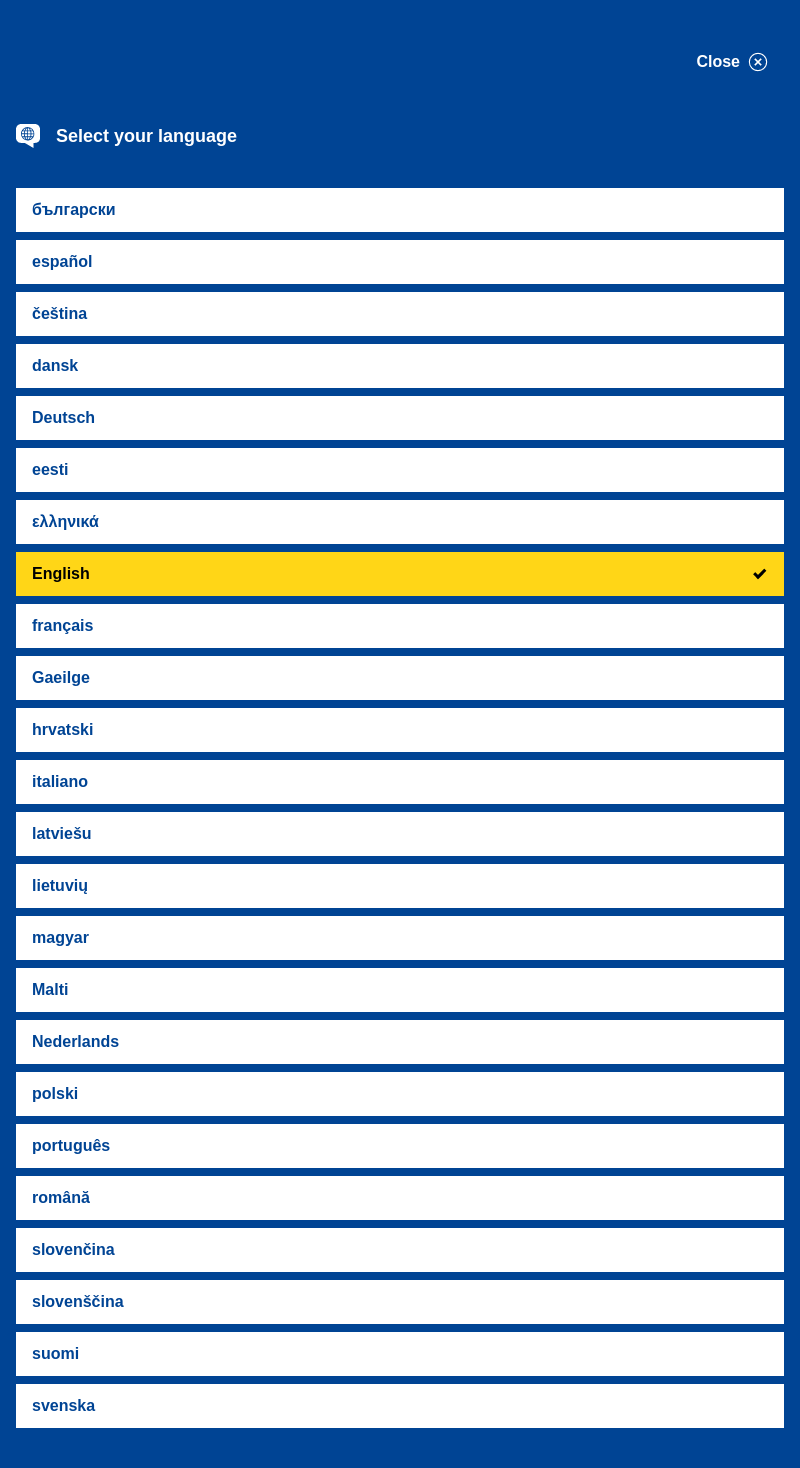 Close
Select your language
български
español
čeština
dansk
Deutsch
eesti
ελληνικά
English
français
Gaeilge
hrvatski
italiano
latviešu
lietuvių
magyar
Malti
Nederlands
polski
português
română
slovenčina
slovenščina
suomi
svenska